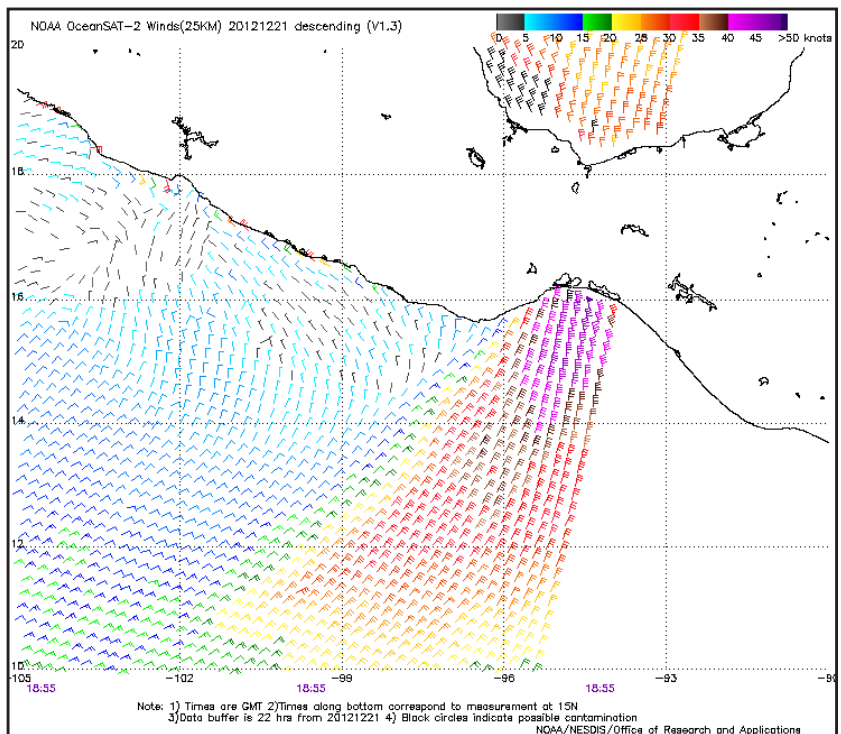 NOAA OceanSAT-2 Winds(25KM) 20121221 descending (V1.3)
0 5 10 15 20 25 30 35 40 45 >50 knots
20
18
16
14
12
10
-105 -102 -99 -96 -93 -90
18:55 18:55 18:55
Note: 1) Times are GMT 2)Times along bottom correspond to measurement at 15N
3)Data buffer is 22 hrs from 20121221 4) Black circles indicate possible contamination
NOAA/NESDIS/Office of Research and Applications